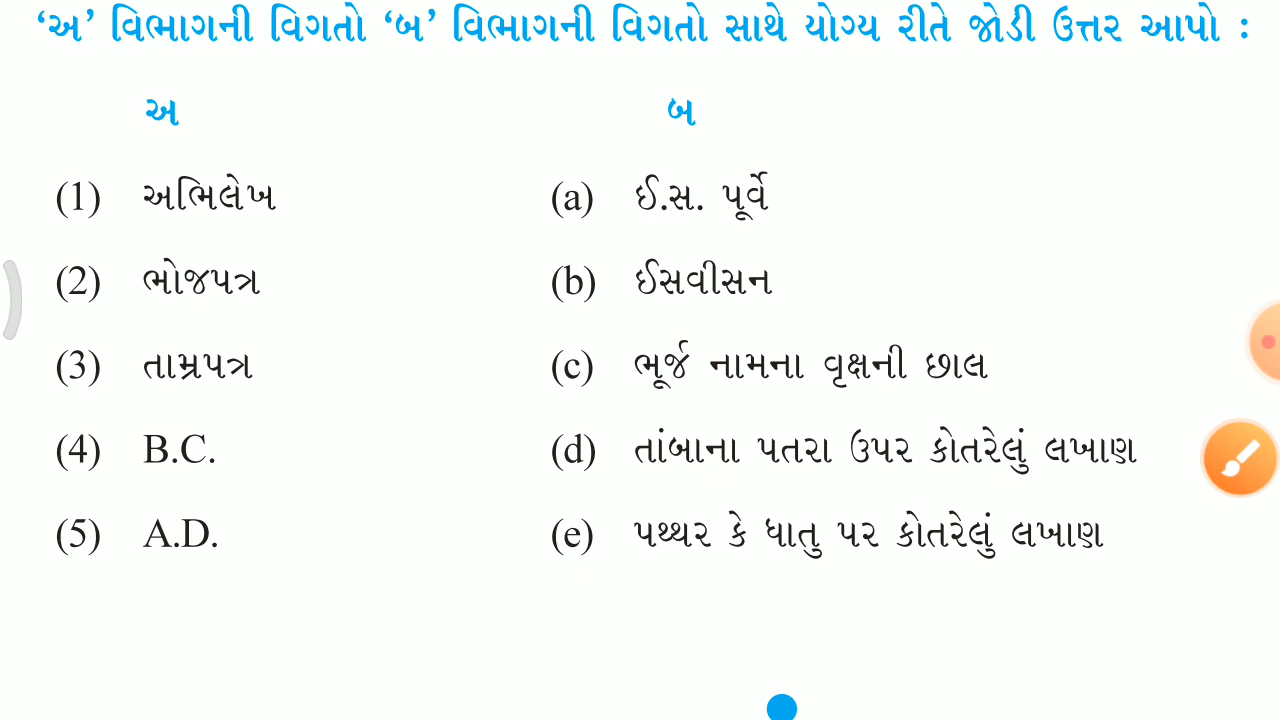 ‘અ’ વિભાગની વિગતો ‘બ’ વિભાગની વિગતો સાથે યોગ્ય રીતે જોડી ઉત્તર આપો :
અ બ
(1) અભિલેખ (a) ઈ.સ. પૂર્વે
(2) ભોજપત્ર (b) ઈસવીસન
(3) તામ્રપત્ર (c) ભૂર્જ નામના વૃક્ષની છાલ
(4) B.C. (d) તાંબાના પતરા ઉપર કોતરેલું લખાણ
(5) A.D. (e) પથ્થર કે ધાતુ પર કોતરેલું લખાણ